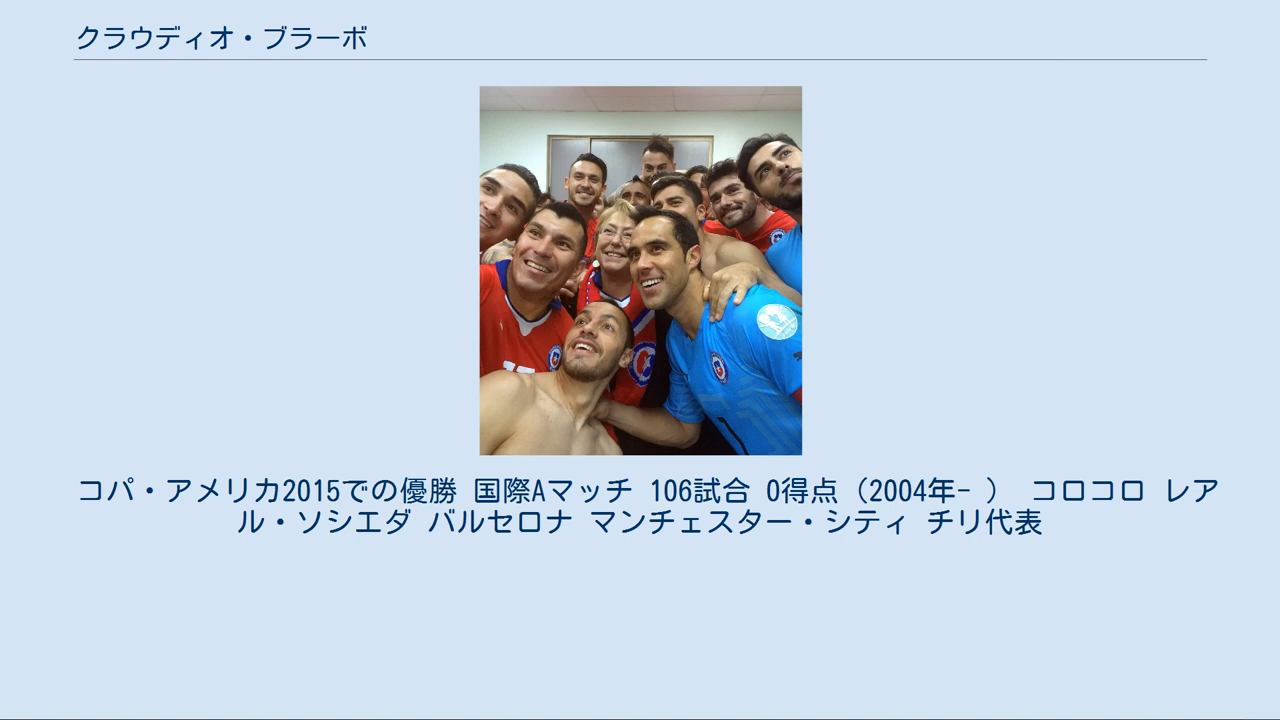 クラウディオ・ブラーボ
コパ・アメリカ2015での優勝 国際Aマッチ 106試合 0得点（2004年- ） コロコロ レア
ル・ソシエダ バルセロナ マンチェスター・シティ チリ代表